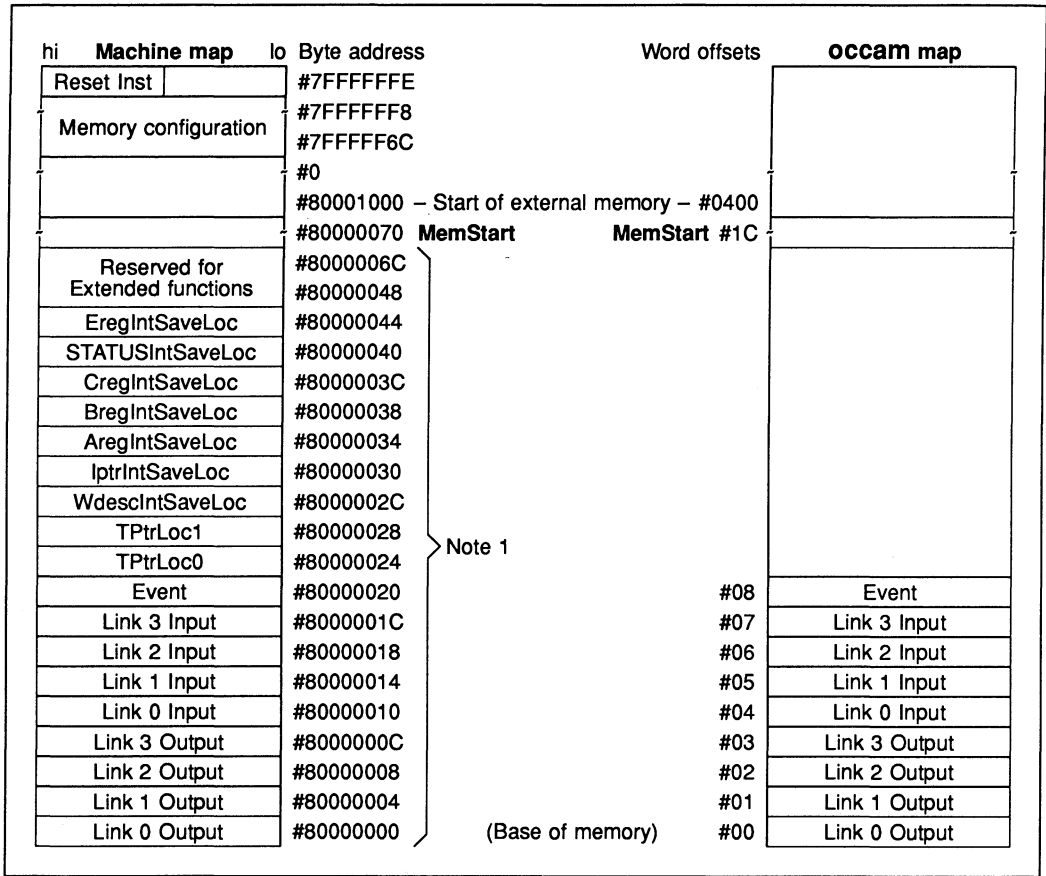 hi Machine map lo Byte address Word offsets occam map
Reset Inst #7FFFFFFE
#7FFFFFF8
Memory configuration
#7FFFFF6C
#0
#80001000 – Start of external memory – #0400
#80000070 MemStart MemStart #1C
Reserved for #8000006C
Extended functions #80000048
EregIntSaveLoc #80000044
STATUSIntSaveLoc #80000040
CregIntSaveLoc #8000003C
BregIntSaveLoc #80000038
AregIntSaveLoc #80000034
IptrIntSaveLoc #80000030
WdescIntSaveLoc #8000002C
TPtrLoc1 #80000028
Note 1
TPtrLoc0 #80000024
Event #80000020 #08 Event
Link 3 Input #8000001C #07 Link 3 Input
Link 2 Input #80000018 #06 Link 2 Input
Link 1 Input #80000014 #05 Link 1 Input
Link 0 Input #80000010 #04 Link 0 Input
Link 3 Output #8000000C #03 Link 3 Output
Link 2 Output #80000008 #02 Link 2 Output
Link 1 Output #80000004 #01 Link 1 Output
Link 0 Output #80000000 (Base of memory) #00 Link 0 Output